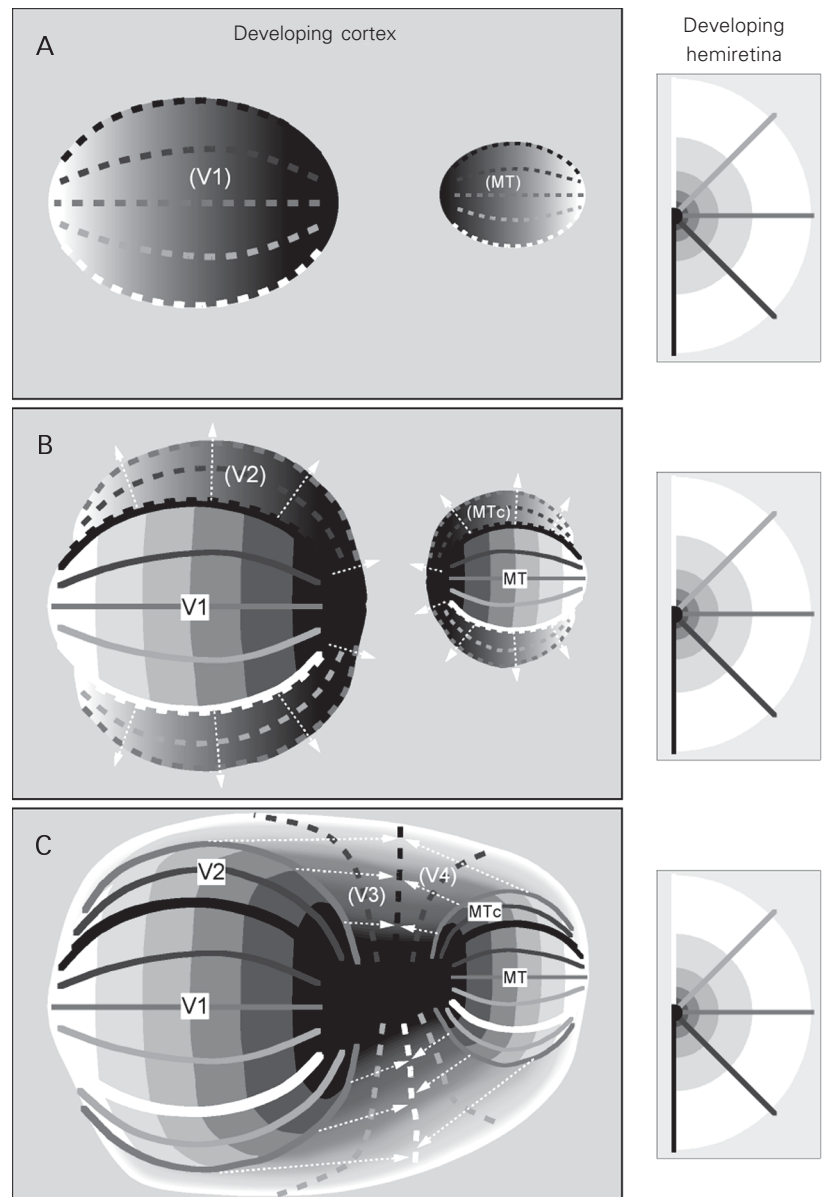 A
Developing cortex
Developing
hemiretina
(V1)
(MT)
B
(V2)
(MTc)
V1
MT
C
V2
(V3)
(V4)
MTc
V1
MT